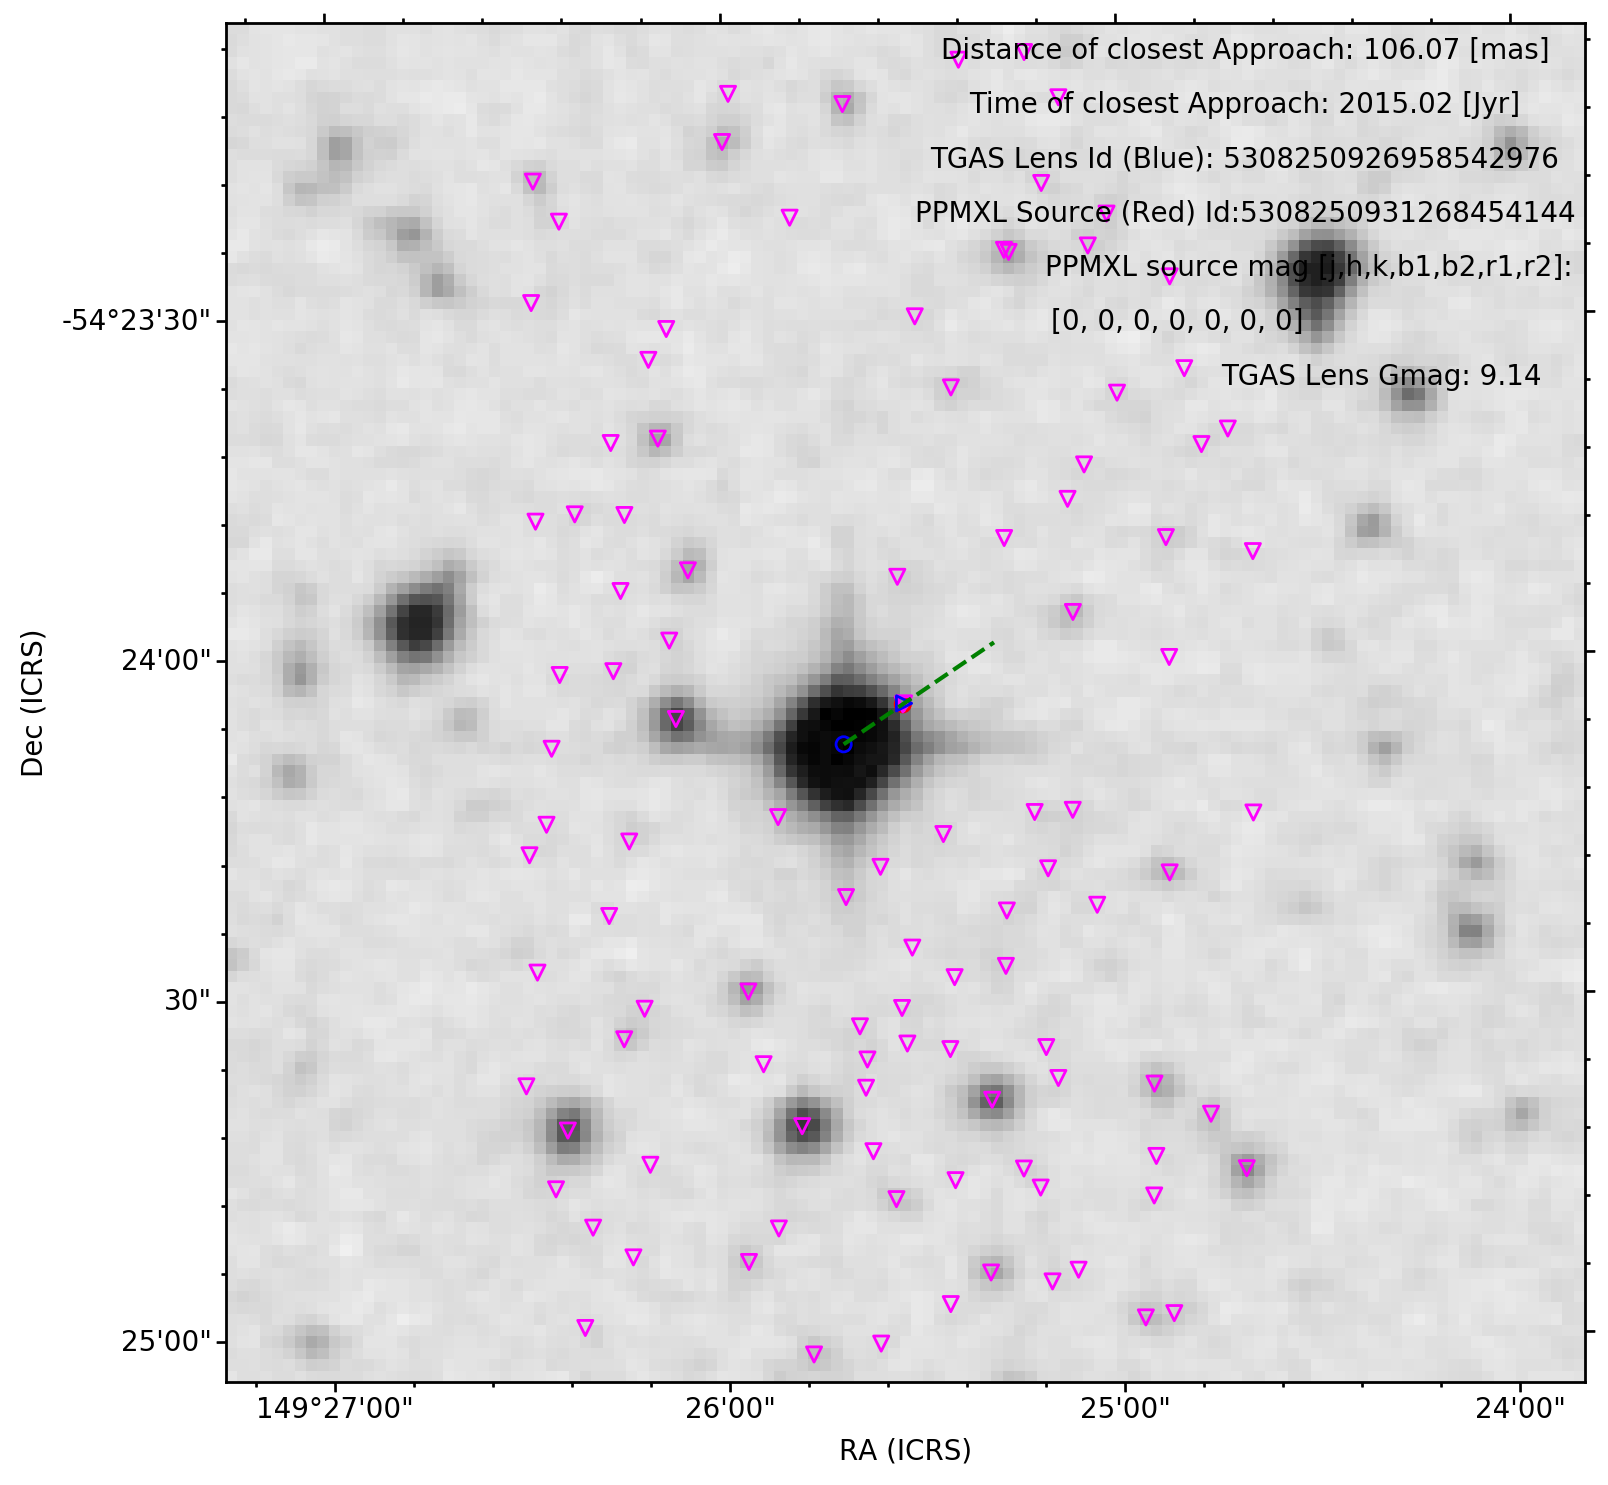 Distance of closest Approach: 106.07 [mas]
Time of closest Approach: 2015.02 [Jyr]
TGAS Lens Id (Blue): 5308250926958542976
PPMXL Source (Red) Id:5308250931268454144
PPMXL source mag [j,h,k,b1,b2,r1,r2]:
[0, 0, 0, 0, 0, 0, 0]
TGAS Lens Gmag: 9.14
-54°23'30"
24'00"
30"
25'00"
Dec (ICRS)
149°27'00"
26'00"
25'00"
24'00"
RA (ICRS)